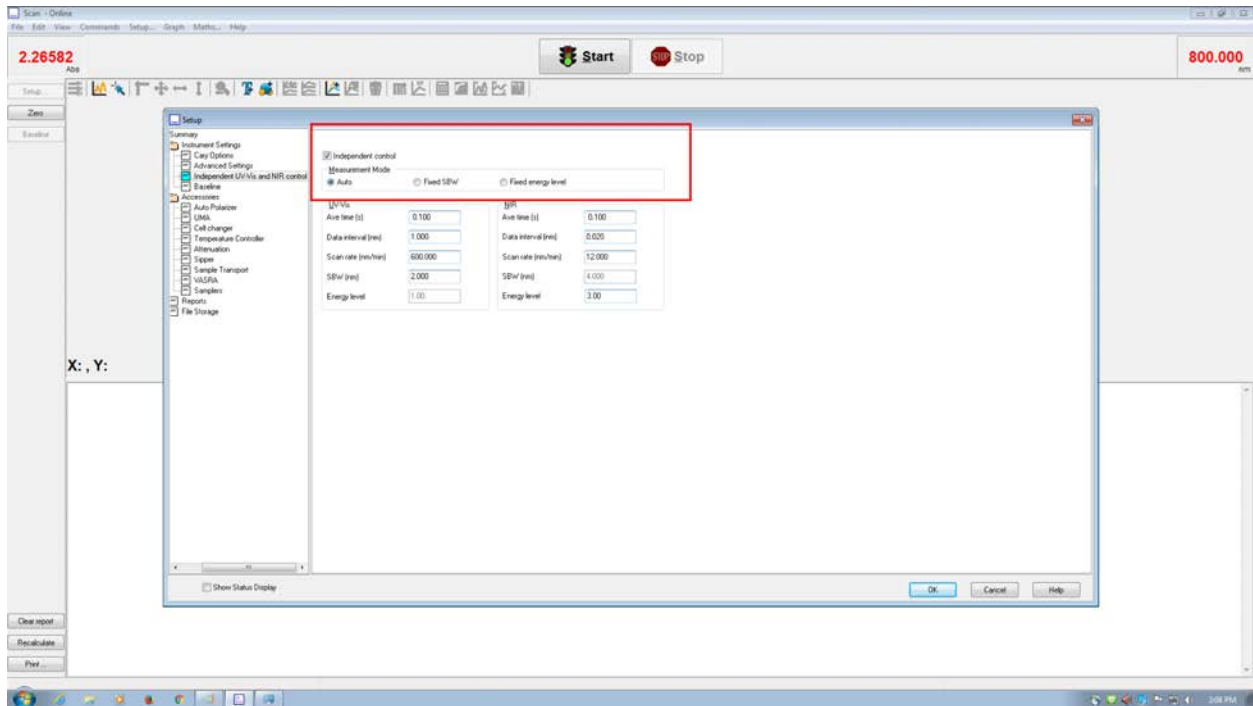 Scan - Online
File Edit View Commands Setup... Graph Maths... Help
2.26582
Abs
Start
STOP Stop
800.000
nm
Setup...
Zero
Baseline
Setup
Summary
Instrument Settings
Cary Options
Advanced Settings
Independent UV-Vis and NIR control
Baseline
Accessories
Auto Polarizer
UMA
Cell changer
Temperature Controller
Attenuation
Sipper
Sample Transport
VASRA
Samplers
Reports
File Storage
Independent control
Measurement Mode
Auto Fixed SBW Fixed energy level
UV-Vis NIR
Ave time (s) 0.100 Ave time (s) 0.100
Data interval (nm) 1.000 Data interval (nm) 0.020
Scan rate (nm/min) 600.000 Scan rate (nm/min) 12.000
SBW (nm) 2.000 SBW (nm) 4.000
Energy level 1.00 Energy level 3.00
X: , Y:
Show Status Display
OK Cancel Help
Clear report
Recalculate
Print...
3:08 PM